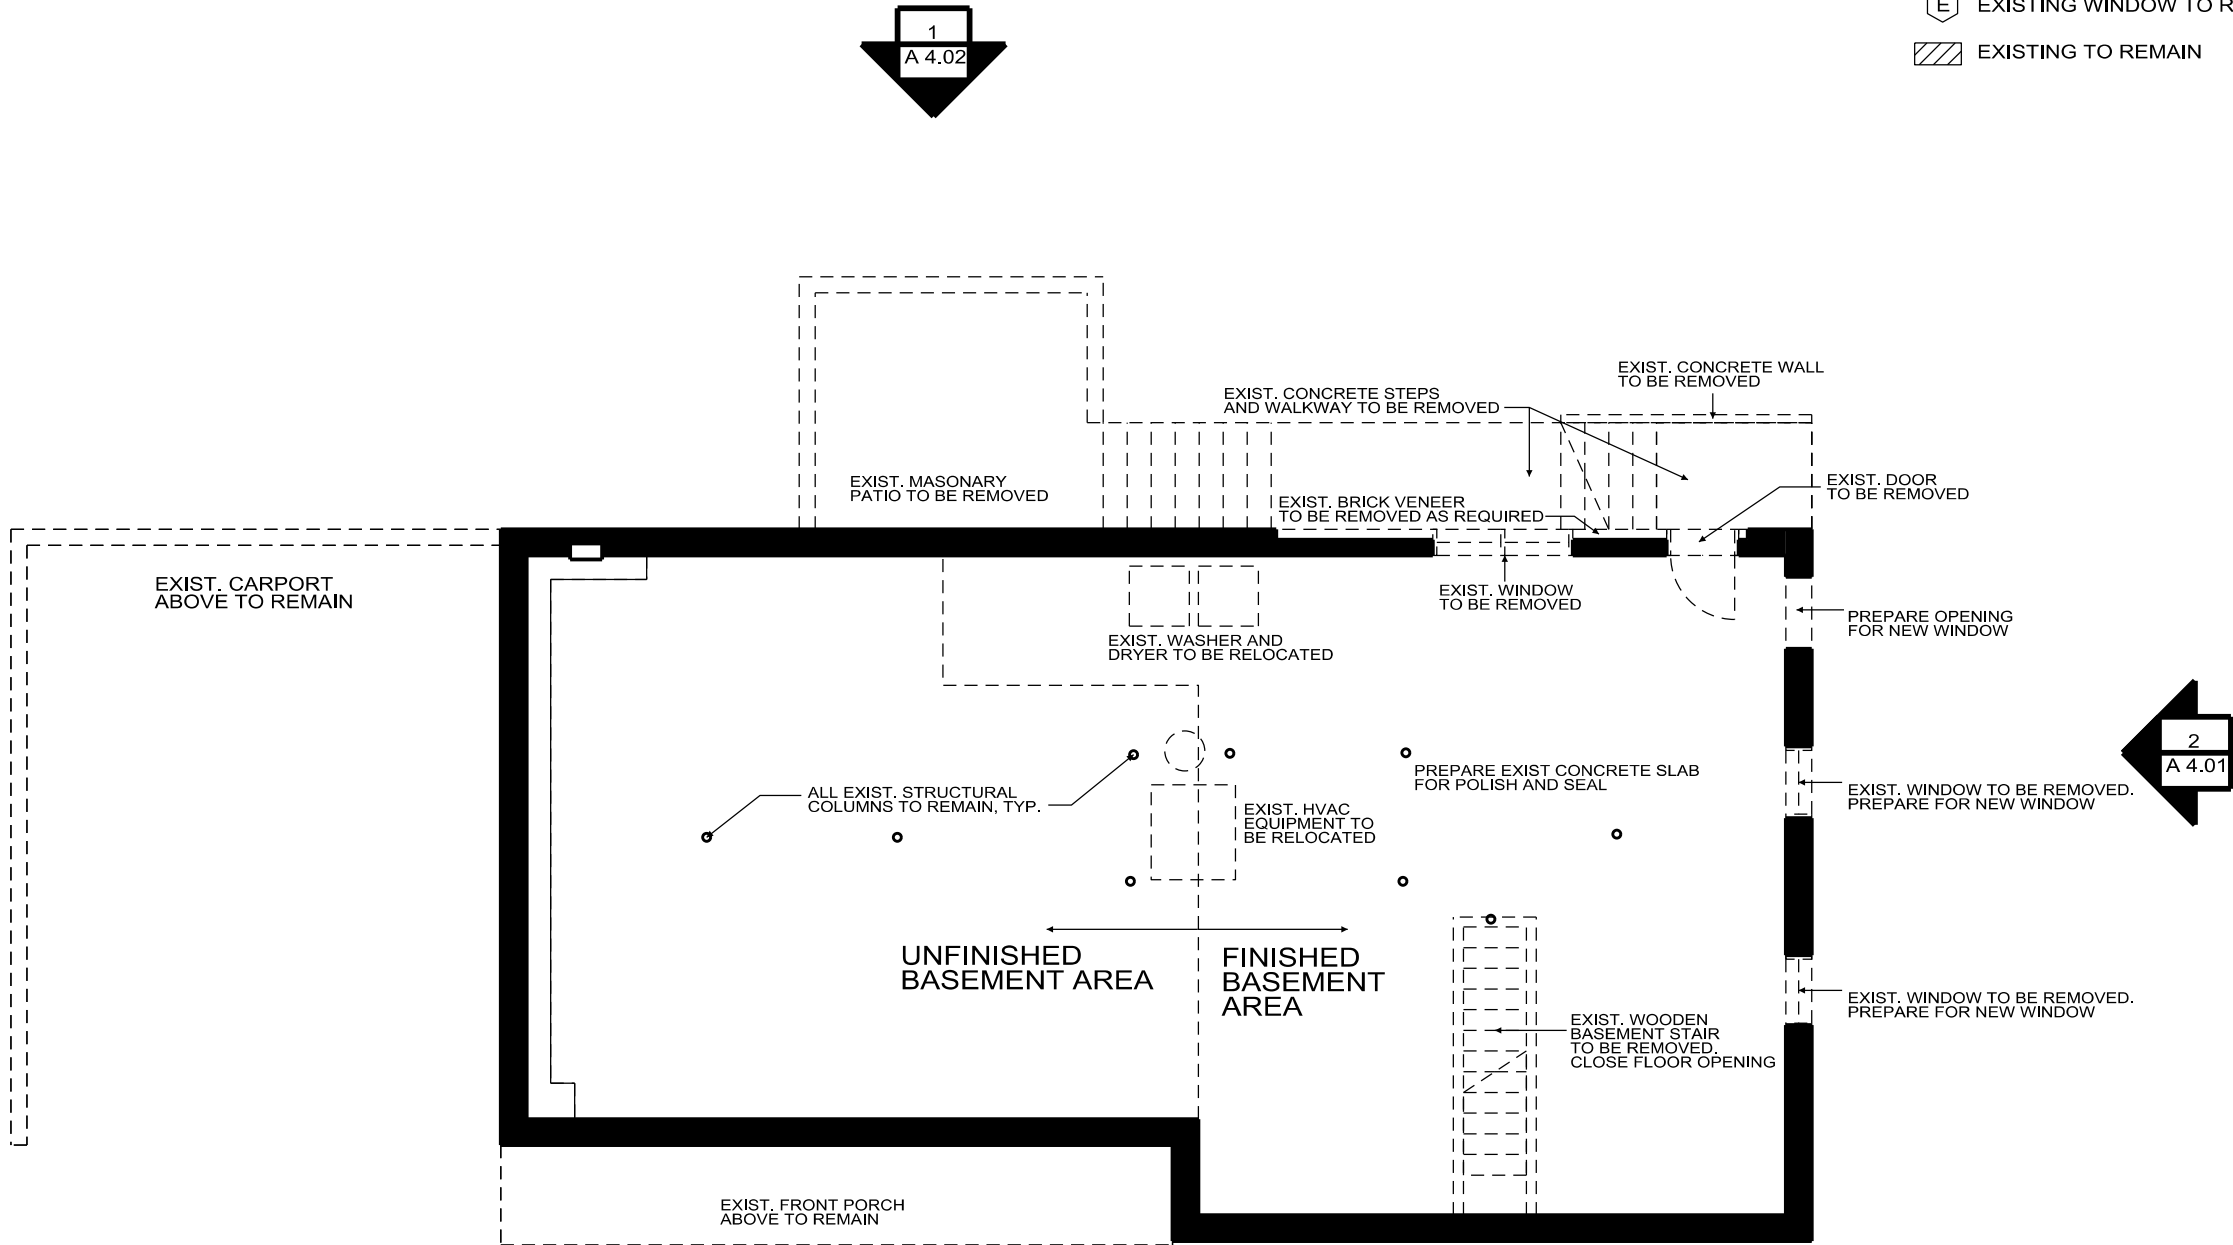 1
A 4.02
E EXISTING WINDOW TO R
EXISTING TO REMAIN
EXIST. CONCRETE WALL
TO BE REMOVED
EXIST. CONCRETE STEPS
AND WALKWAY TO BE REMOVED
EXIST. MASONARY
PATIO TO BE REMOVED
EXIST. BRICK VENEER
TO BE REMOVED AS REQUIRED
EXIST. DOOR
TO BE REMOVED
EXIST. CARPORT
ABOVE TO REMAIN
EXIST. WINDOW
TO BE REMOVED
PREPARE OPENING
FOR NEW WINDOW
EXIST. WASHER AND
DRYER TO BE RELOCATED
2
A 4.01
PREPARE EXIST CONCRETE SLAB
FOR POLISH AND SEAL
ALL EXIST. STRUCTURAL
COLUMNS TO REMAIN, TYP.
EXIST. HVAC
EQUIPMENT TO
BE RELOCATED
EXIST. WINDOW TO BE REMOVED.
PREPARE FOR NEW WINDOW
UNFINISHED
BASEMENT AREA
FINISHED
BASEMENT
AREA
EXIST. WINDOW TO BE REMOVED.
PREPARE FOR NEW WINDOW
EXIST. WOODEN
BASEMENT STAIR
TO BE REMOVED.
CLOSE FLOOR OPENING
EXIST. FRONT PORCH
ABOVE TO REMAIN